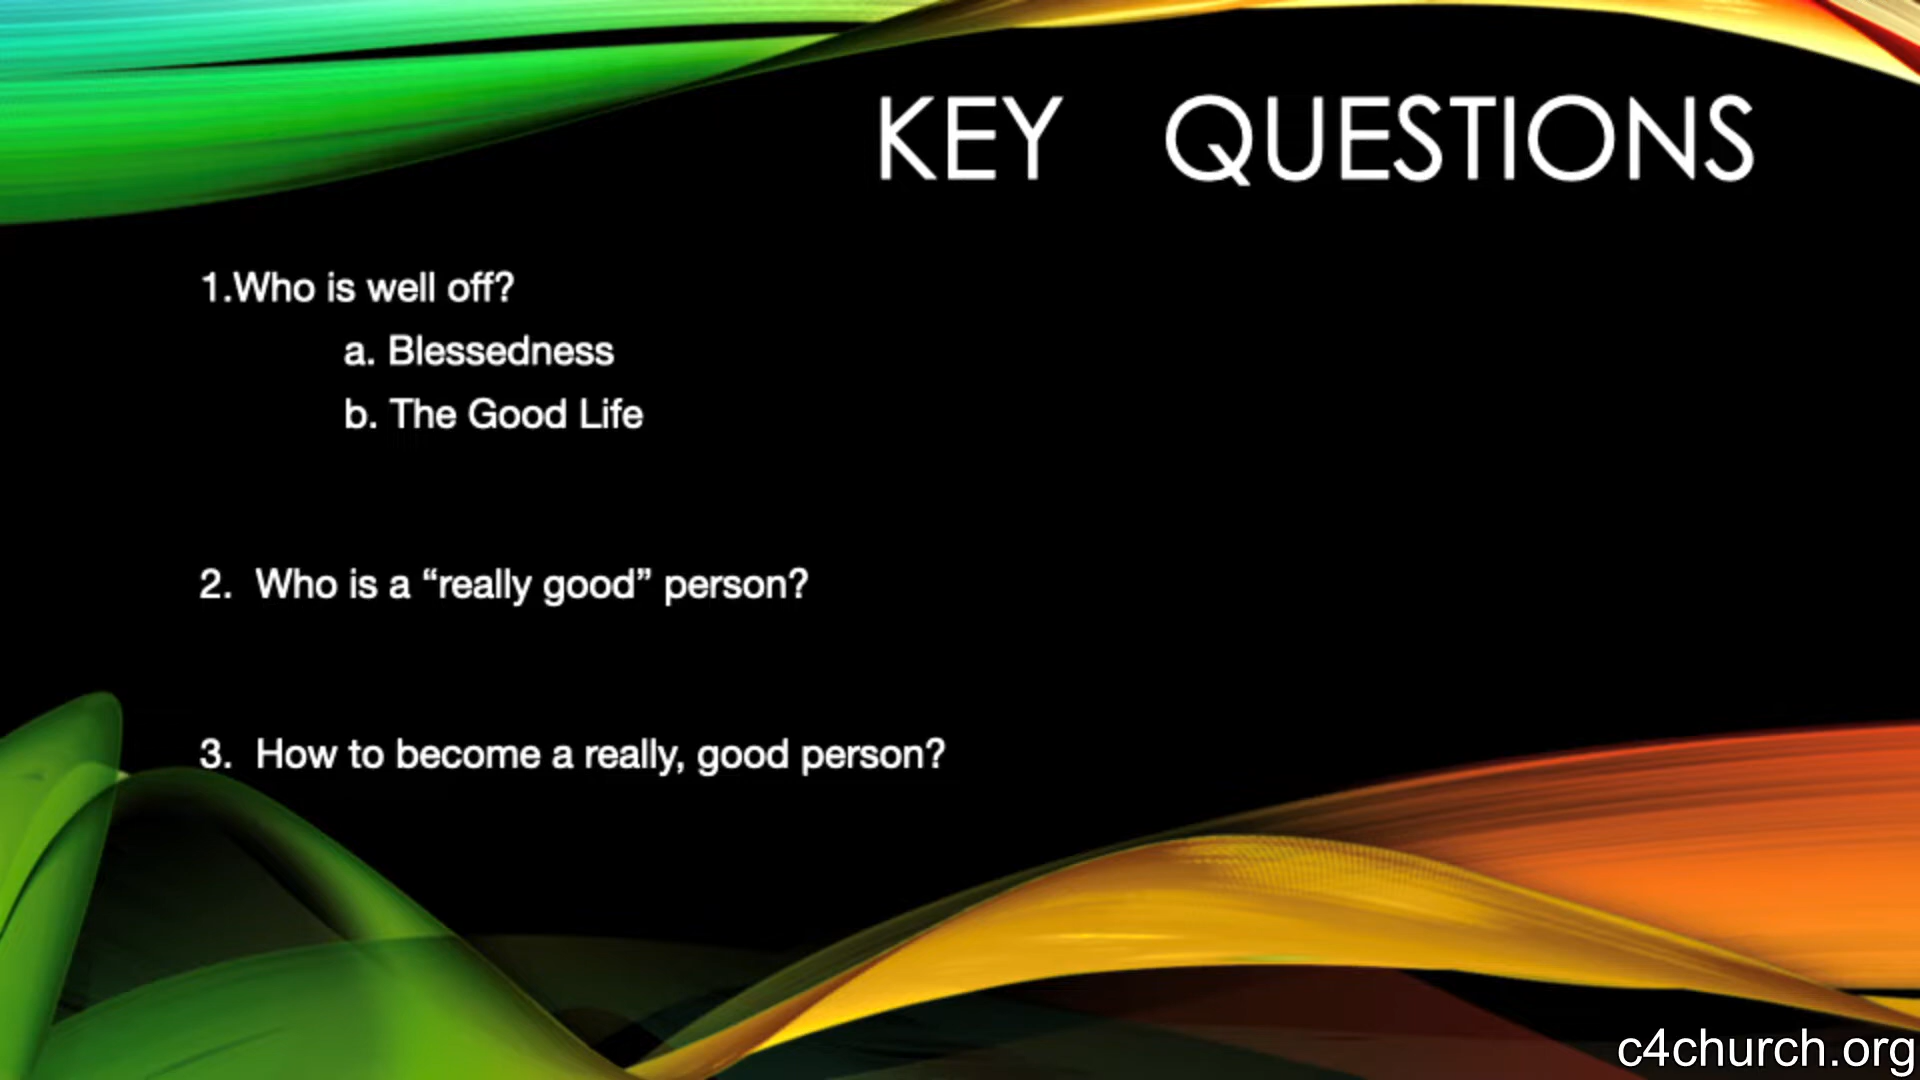 KEY QUESTIONS
1.Who is well off?
a. Blessedness
b. The Good Life
2. Who is a “really good” person?
3. How to become a really, good person?
c4church.org